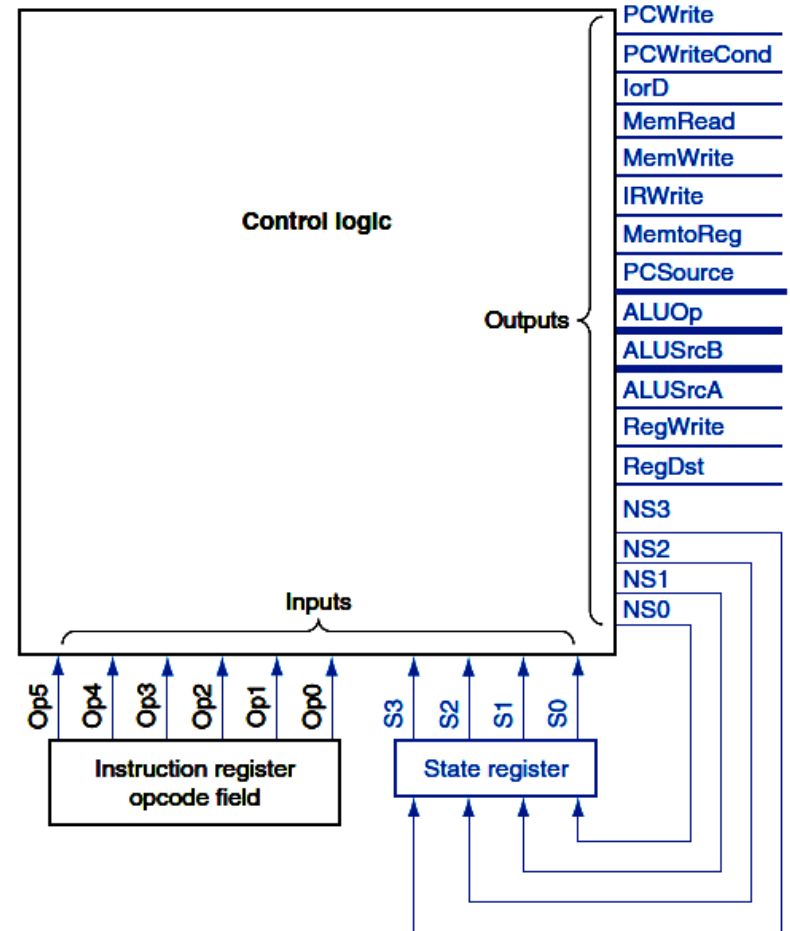 PCWrite
PCWriteCond
IorD
MemRead
MemWrite
IRWrite
Control logic
MemtoReg
PCSource
Outputs
ALUOp
ALUSrcB
ALUSrcA
RegWrite
RegDst
NS3
NS2
NS1
Inputs
NS0
Op5
Op4
Op3
Op2
Op1
Op0
S3
S2
S1
S0
Instruction register
opcode field
State register